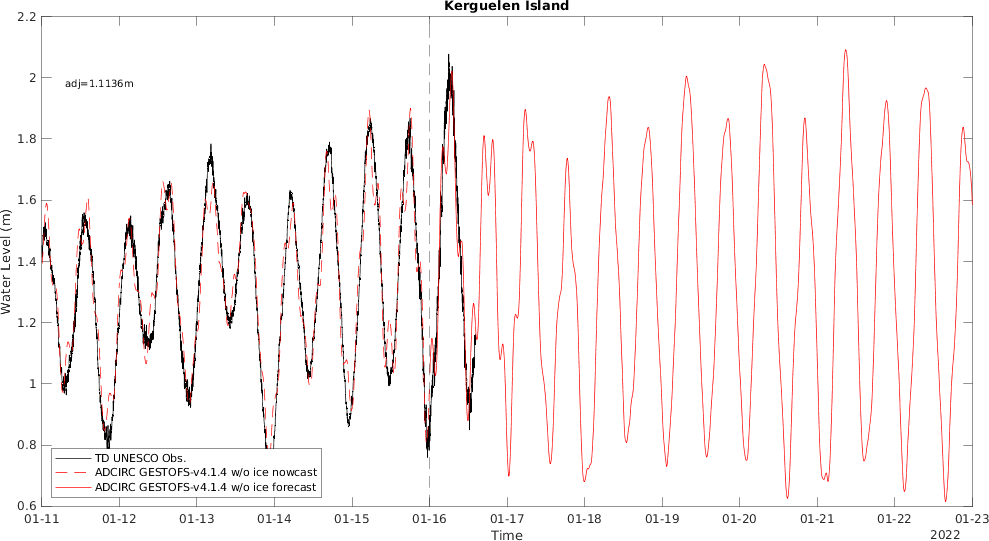 Kerguelen Island
2.2
2
1.8
1.6
1.4
1.2
1
0.8
0.6
Water Level (m)
adj=1.1136m
TD UNESCO Obs.
ADCIRC GESTOFS-v4.1.4 w/o ice nowcast
ADCIRC GESTOFS-v4.1.4 w/o ice forecast
01-11 01-12 01-13 01-14 01-15 01-16 01-17 01-18 01-19 01-20 01-21 01-22 01-23
Time
2022